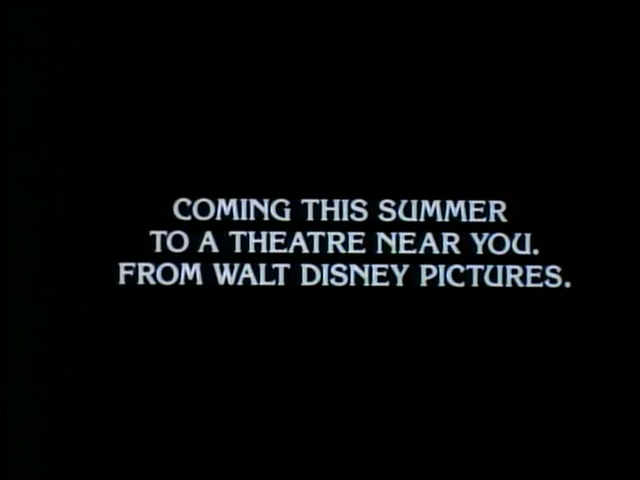 COMING THIS SUMMER
TO A THEATRE NEAR YOU.
FROM WALT DISNEY PICTURES.